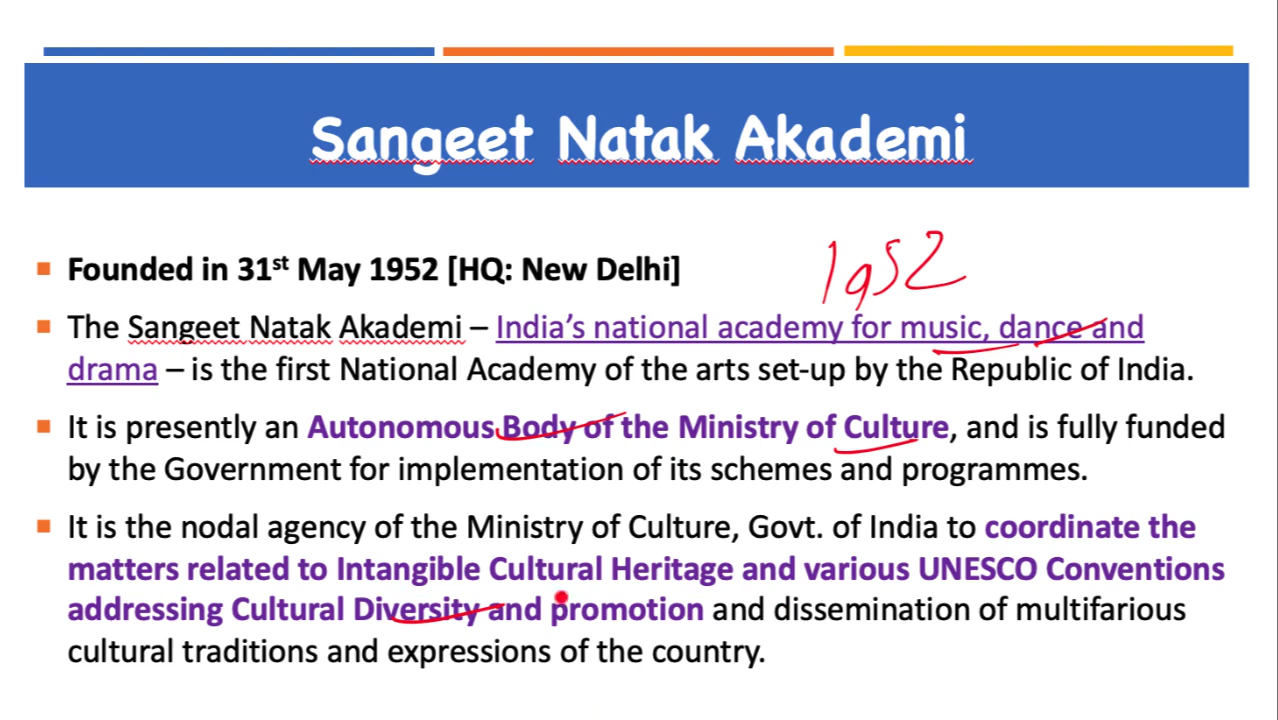 Sangeet Natak Akademi
Founded in 31st May 1952 [HQ: New Delhi]
1952
The Sangeet Natak Akademi – India's national academy for music, dance and
drama – is the first National Academy of the arts set-up by the Republic of India.
It is presently an Autonomous Body of the Ministry of Culture, and is fully funded
by the Government for implementation of its schemes and programmes.
It is the nodal agency of the Ministry of Culture, Govt. of India to coordinate the
matters related to Intangible Cultural Heritage and various UNESCO Conventions
addressing Cultural Diversity and promotion and dissemination of multifarious
cultural traditions and expressions of the country.